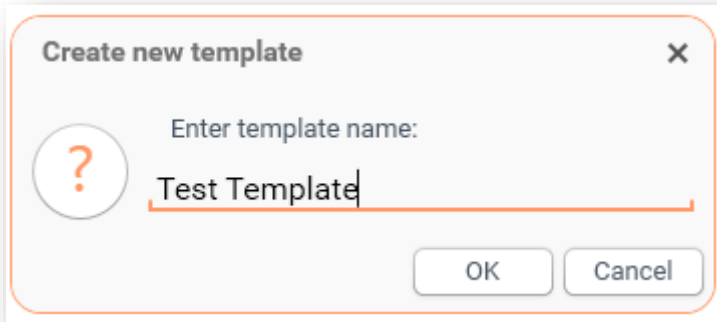 Create new template
Enter template name:
?
Test Template
OK
Cancel